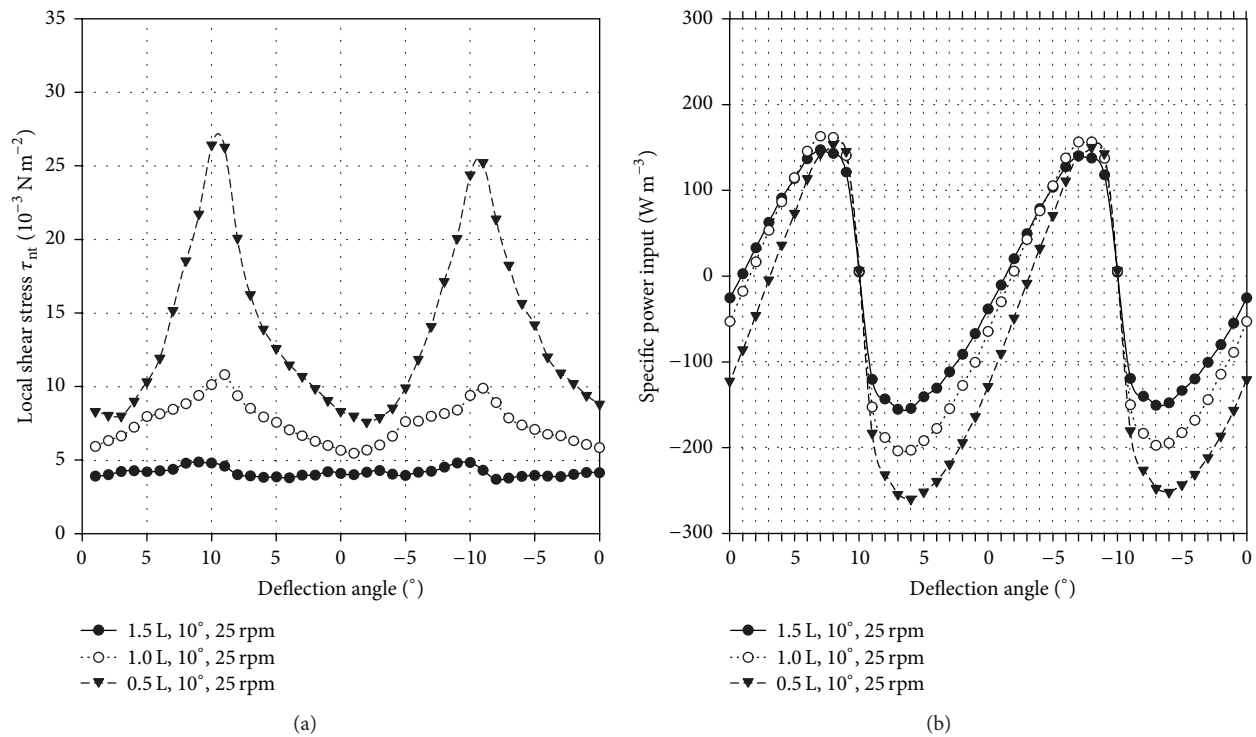 35
30
25
20
15
10
5
0
Local shear stress τnt (10−3 N m−2)
5 10 5 0 −5 −10 −5 0
Deflection angle (°)
1.5 L, 10°, 25 rpm
1.0 L, 10°, 25 rpm
0.5 L, 10°, 25 rpm
(a)
300
200
100
0
−100
−200
−300
Specific power input (W m−3)
0 5 10 5 0 −5 −10 −5 0
Deflection angle (°)
1.5 L, 10°, 25 rpm
1.0 L, 10°, 25 rpm
0.5 L, 10°, 25 rpm
(b)